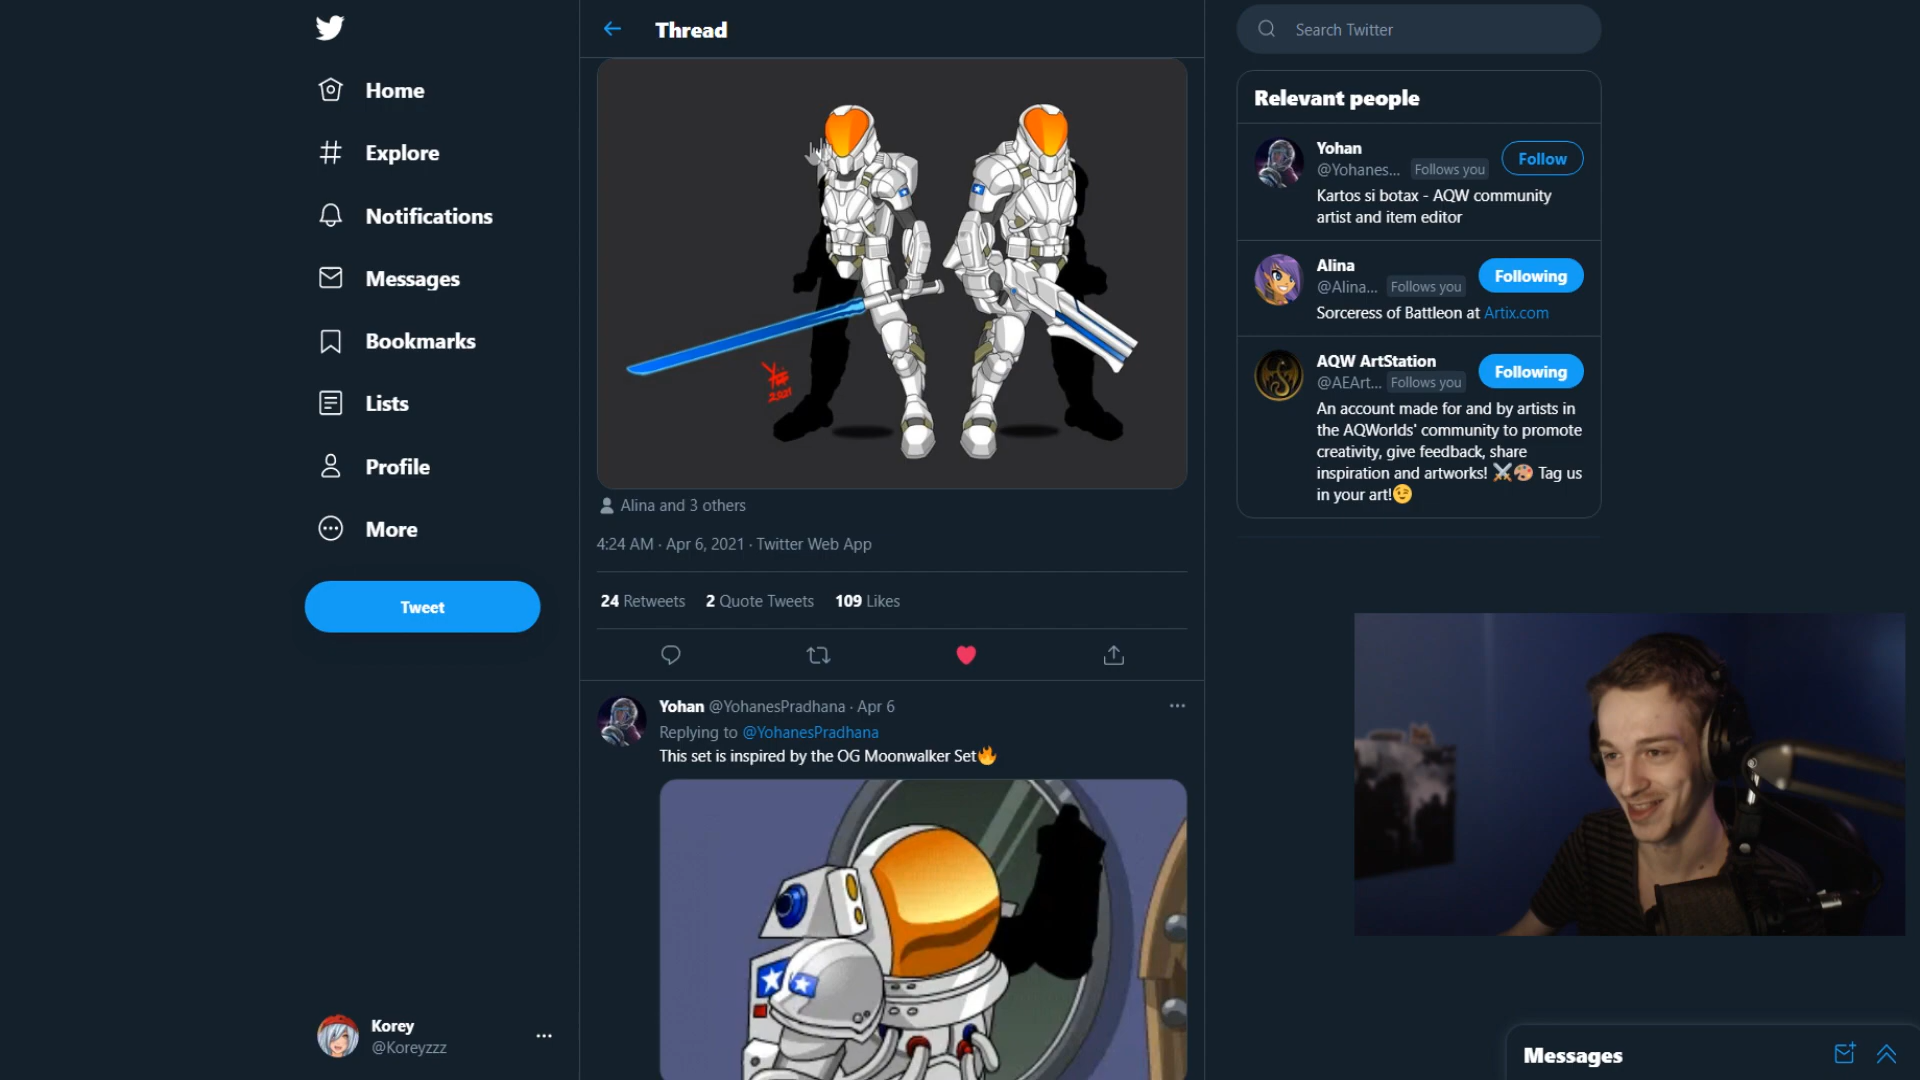 Home
Explore
Notifications
Messages
Bookmarks
Lists
Profile
More
Tweet
Korey
@Koreyzzz
Thread
2021
Alina and 3 others
4:24 AM · Apr 6, 2021 · Twitter Web App
24 Retweets 2 Quote Tweets 109 Likes
Yohan @YohanesPradhana · Apr 6
Replying to @YohanesPradhana
This set is inspired by the OG Moonwalker Set🔥
Search Twitter
Relevant people
Yohan
@Yohanes... Follows you
Follow
Kartos si botax - AQW community
artist and item editor
Alina
@Alina... Follows you
Following
Sorceress of Battleon at Artix.com
AQW ArtStation
@AEArt... Follows you
Following
An account made for and by artists in
the AQWorlds' community to promote
creativity, give feedback, share
inspiration and artworks! ⚔️🎨 Tag us
in your art!😉
Messages